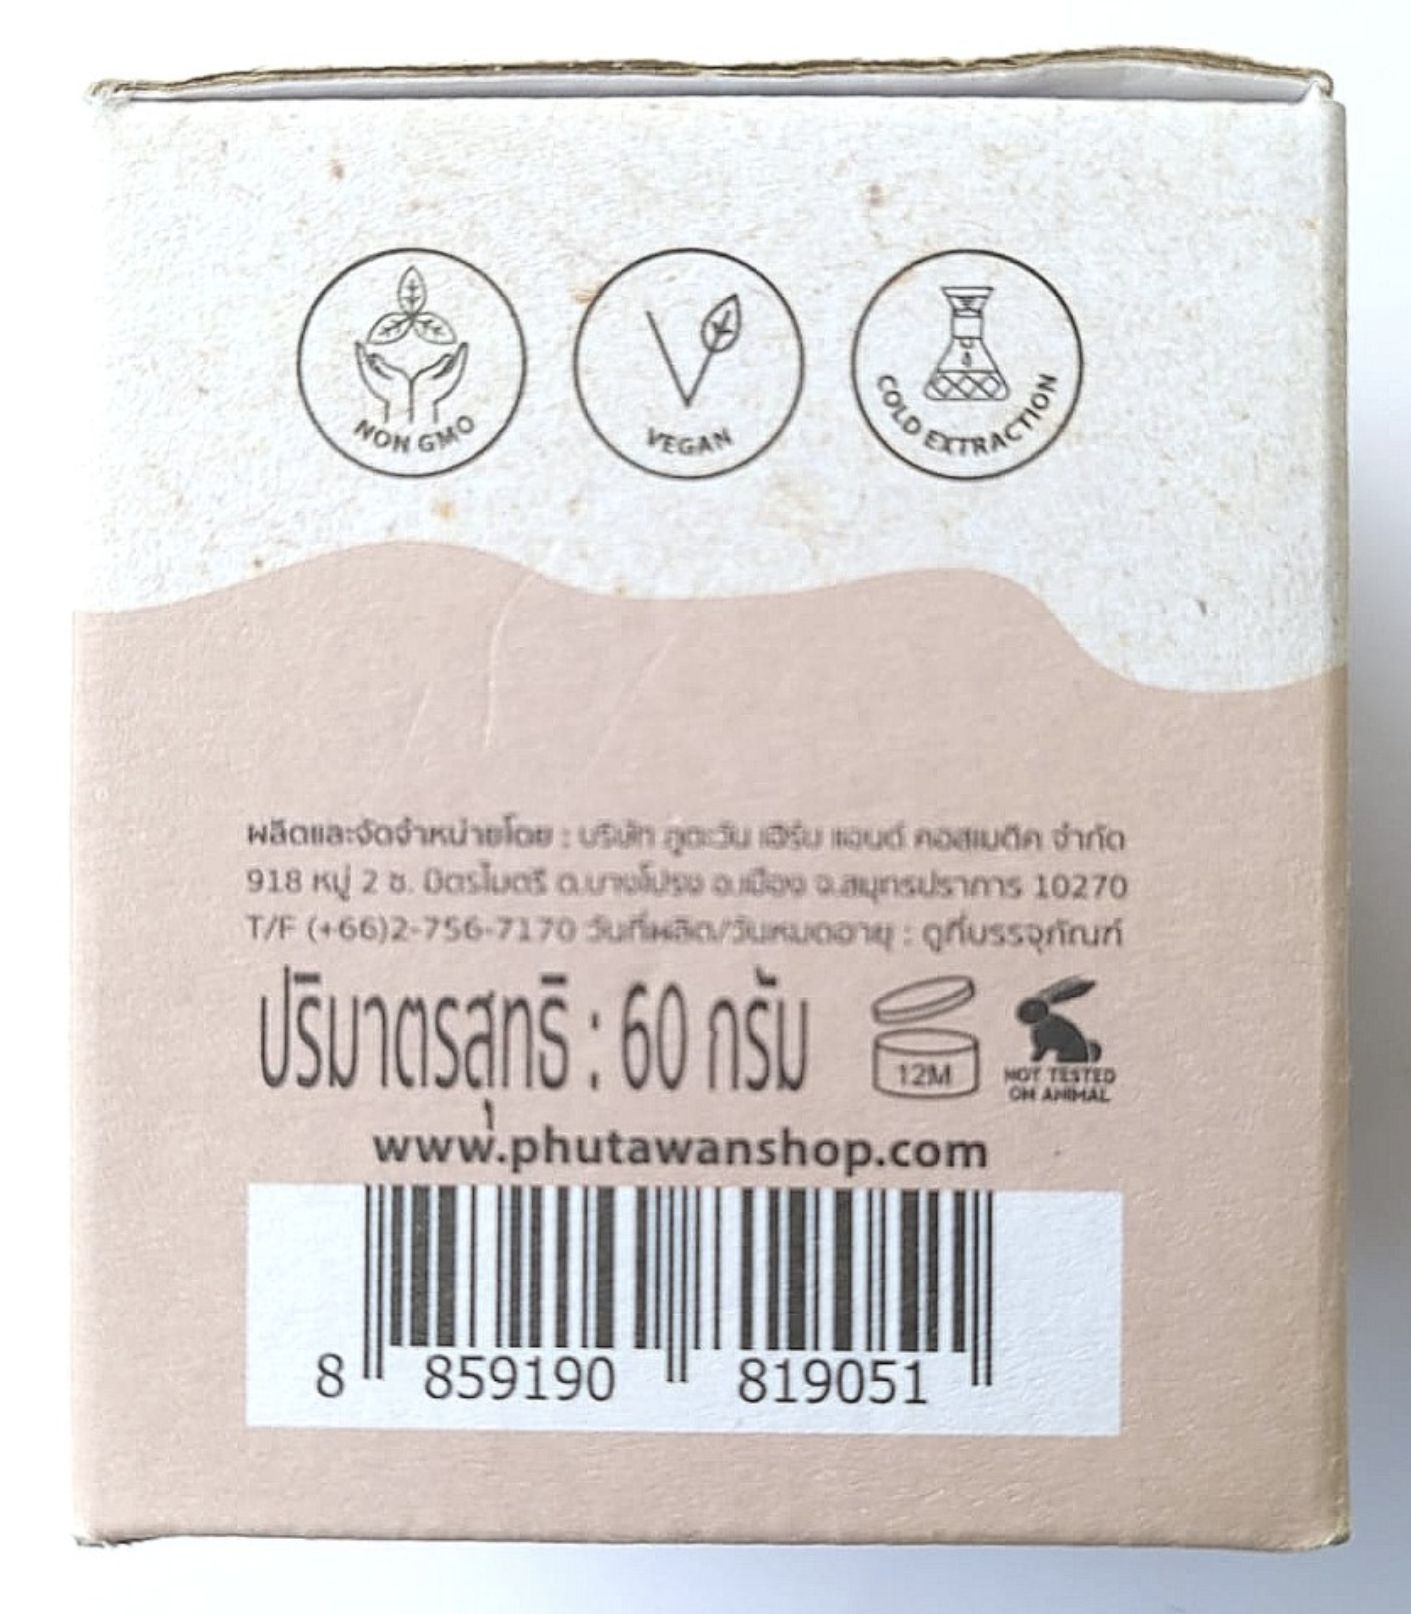 NON GMO
VEGAN
COLD EXTRACTION
ผลิตและจัดจำหน่ายโดย : บริษัท ภูตะวัน เฮิร์บ แอนด์ คอสเมติค จำกัด
918 หมู่ 2 ซ. มิตรไมตรี ต.บางโปรง อ.เมือง จ.สมุทรปราการ 10270
T/F (+66)2-756-7170 วันที่ผลิต/วันหมดอายุ : ดูที่บรรจุภัณฑ์
ปริมาตรสุทธิ : 60 กรัม
12M
NOT TESTED
ON ANIMAL
www.phutawanshop.com
8 859190 819051